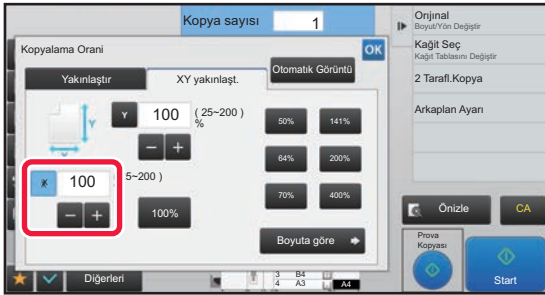 Kopya sayısı 1
Kopyalama Orani
OK
Yakınlaştır
XY yakınlaşt.
Otomatik Görüntü
Y 100 ( 25~200 )
%
50% 141%
64% 200%
X 100 5~200 )
70% 400%
100%
Boyuta göre
Diğerleri
3 B4
4 A3
A4
Orijinal
Boyut/Yön Değiştir
Kağit Seç
Kağıt Tablasını Değiştir
2 Tarafl.Kopya
Arkaplan Ayarı
Önizle
CA
Prova
Kopyası
Start